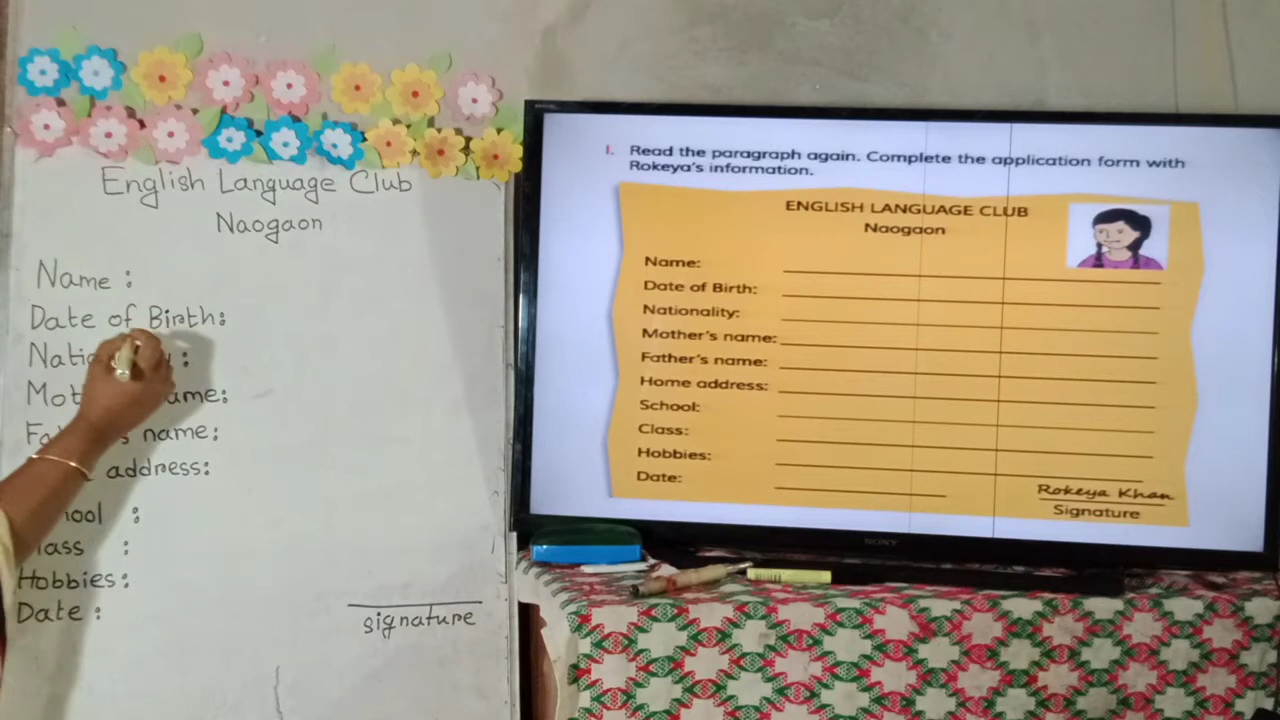 English Language Club
Naogaon
Name :
Date of Birth:
:
name:
address:
:
:
Hobbies:
Date :
signature
I. Read the paragraph again. Complete the application form with
Rokeya's information.
ENGLISH LANGUAGE CLUB
Naogaon
Name:
Date of Birth:
Nationality:
Mother's name:
Father's name:
Home address:
School:
Class:
Hobbies:
Date:
Rokeya Khan
Signature
SONY